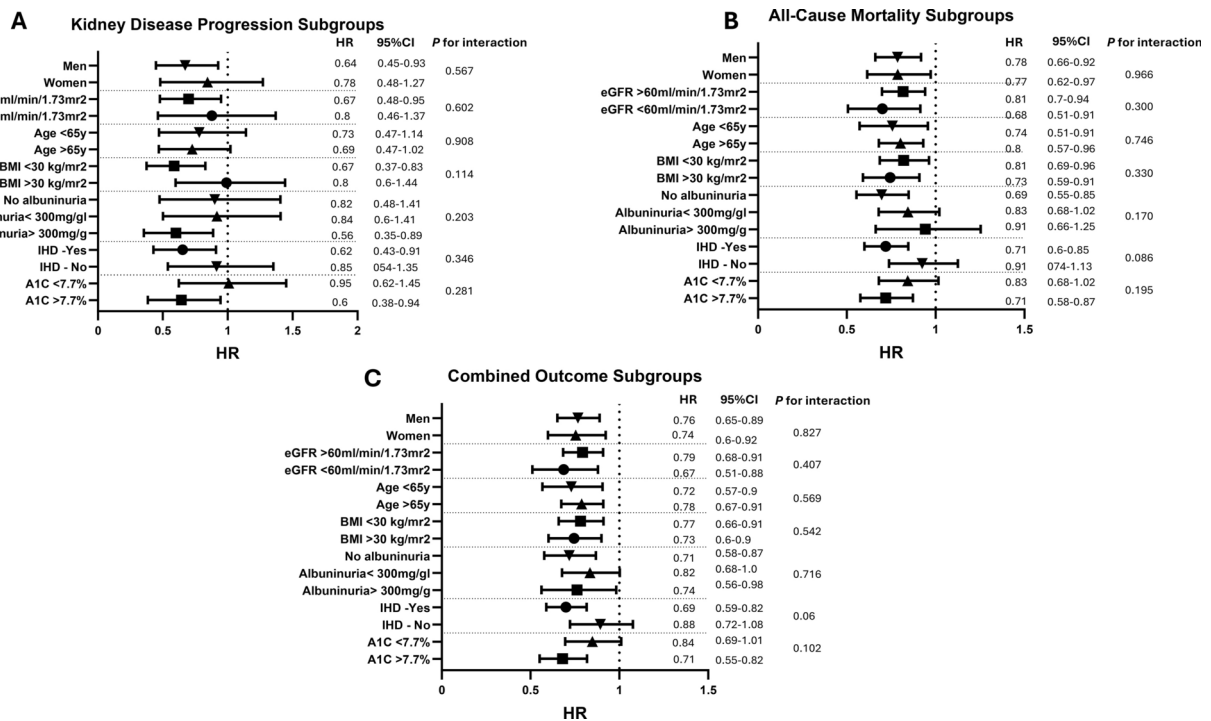 A
Kidney Disease Progression Subgroups
HR 95%CI P for interaction
Men 0.64 0.45-0.93
0.567
Women 0.78 0.48-1.27
ml/min/1.73mr2 0.67 0.48-0.95
0.602
ml/min/1.73mr2 0.8 0.46-1.37
Age <65y 0.73 0.47-1.14
0.908
Age >65y 0.69 0.47-1.02
BMI <30 kg/mr2 0.67 0.37-0.83
0.114
BMI >30 kg/mr2 0.8 0.6-1.44
No albuninuria 0.82 0.48-1.41
nuria< 300mg/gl 0.84 0.6-1.41
0.203
nuria> 300mg/g 0.56 0.35-0.89
IHD -Yes 0.62 0.43-0.91
0.346
IHD - No 0.85 054-1.35
A1C <7.7% 0.95 0.62-1.45
0.281
A1C >7.7% 0.6 0.38-0.94
0 0.5 1 1.5 2
HR
B
All-Cause Mortality Subgroups
HR 95%CI P for interaction
Men 0.78 0.66-0.92
0.966
Women 0.77 0.62-0.97
eGFR >60ml/min/1.73mr2 0.81 0.7-0.94
0.300
eGFR <60ml/min/1.73mr2 0.68 0.51-0.91
Age <65y 0.74 0.51-0.91
0.746
Age >65y 0.8. 0.57-0.96
BMI <30 kg/mr2 0.81 0.69-0.96
0.330
BMI >30 kg/mr2 0.73 0.59-0.91
No albuninuria 0.69 0.55-0.85
Albuninuria< 300mg/gl 0.83 0.68-1.02
0.170
Albuninuria> 300mg/g 0.91 0.66-1.25
IHD -Yes 0.71 0.6-0.85
0.086
IHD - No 0.91 074-1.13
A1C <7.7% 0.83 0.68-1.02
0.195
A1C >7.7% 0.71 0.58-0.87
0 0.5 1 1.5
HR
C
Combined Outcome Subgroups
HR 95%CI P for interaction
Men 0.76 0.65-0.89
0.827
Women 0.74 0.6-0.92
eGFR >60ml/min/1.73mr2 0.79 0.68-0.91
0.407
eGFR <60ml/min/1.73mr2 0.67 0.51-0.88
Age <65y 0.72 0.57-0.9
0.569
Age >65y 0.78 0.67-0.91
BMI <30 kg/mr2 0.77 0.66-0.91
0.542
BMI >30 kg/mr2 0.73 0.6-0.9
No albuninuria 0.71 0.58-0.87
Albuninuria< 300mg/gl 0.82 0.68-1.0
0.716
Albuninuria> 300mg/g 0.74 0.56-0.98
IHD -Yes 0.69 0.59-0.82
0.06
IHD - No 0.88 0.72-1.08
A1C <7.7% 0.84 0.69-1.01
0.102
A1C >7.7% 0.71 0.55-0.82
0 0.5 1 1.5
HR